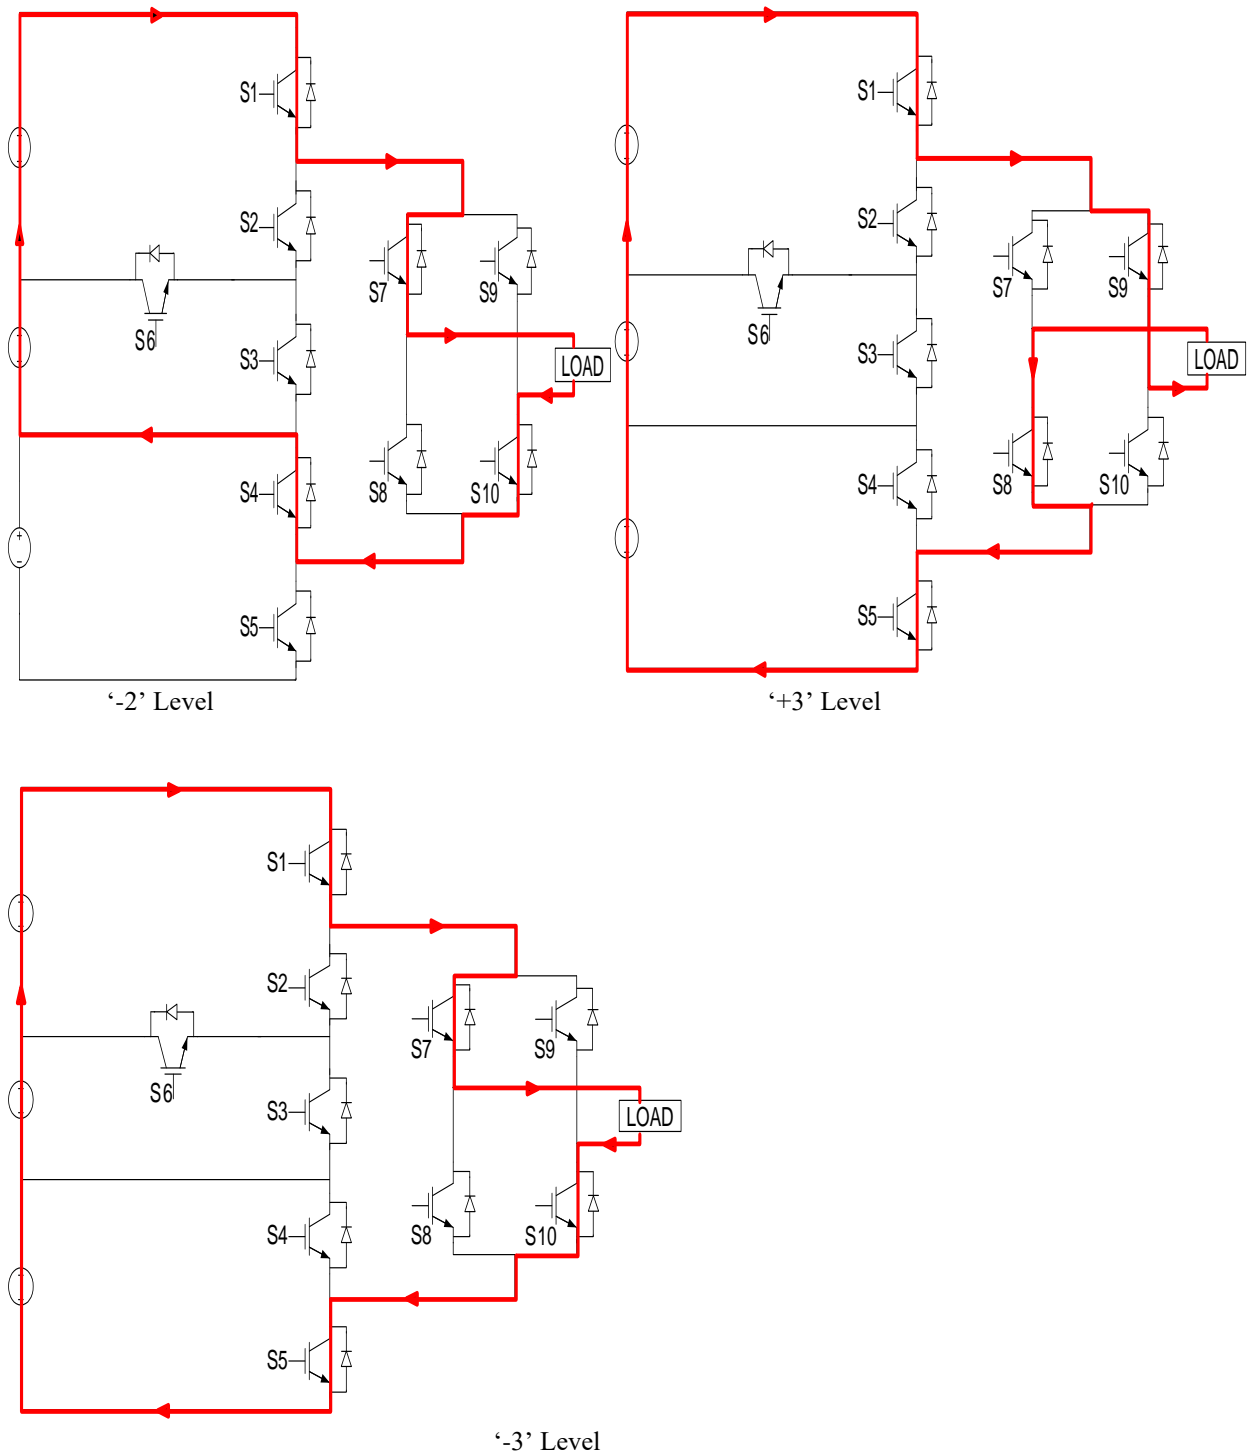 S1
S2
S6
S3
S4
S5
S7
S9
S8
S10
LOAD
+
−
‘-2’ Level
S1
S2
S6
S3
S4
S5
S7
S9
S8
S10
LOAD
‘+3’ Level
S1
S2
S6
S3
S4
S5
S7
S9
S8
S10
LOAD
‘-3’ Level